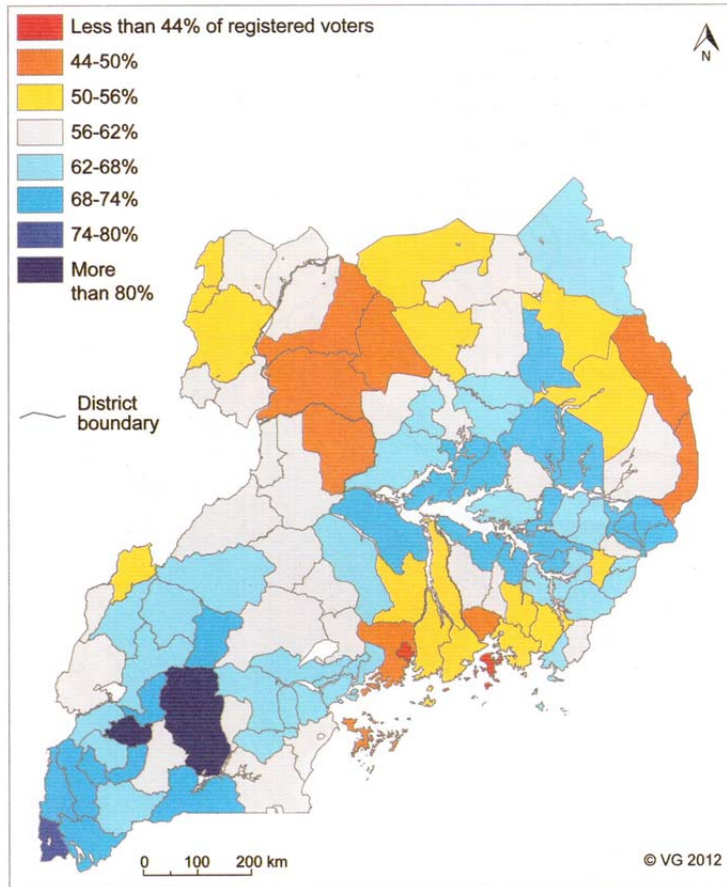 Less than 44% of registered voters
44-50%
N
50-56%
56-62%
62-68%
68-74%
74-80%
More
than 80%
District
boundary
0 100 200 km
© VG 2012